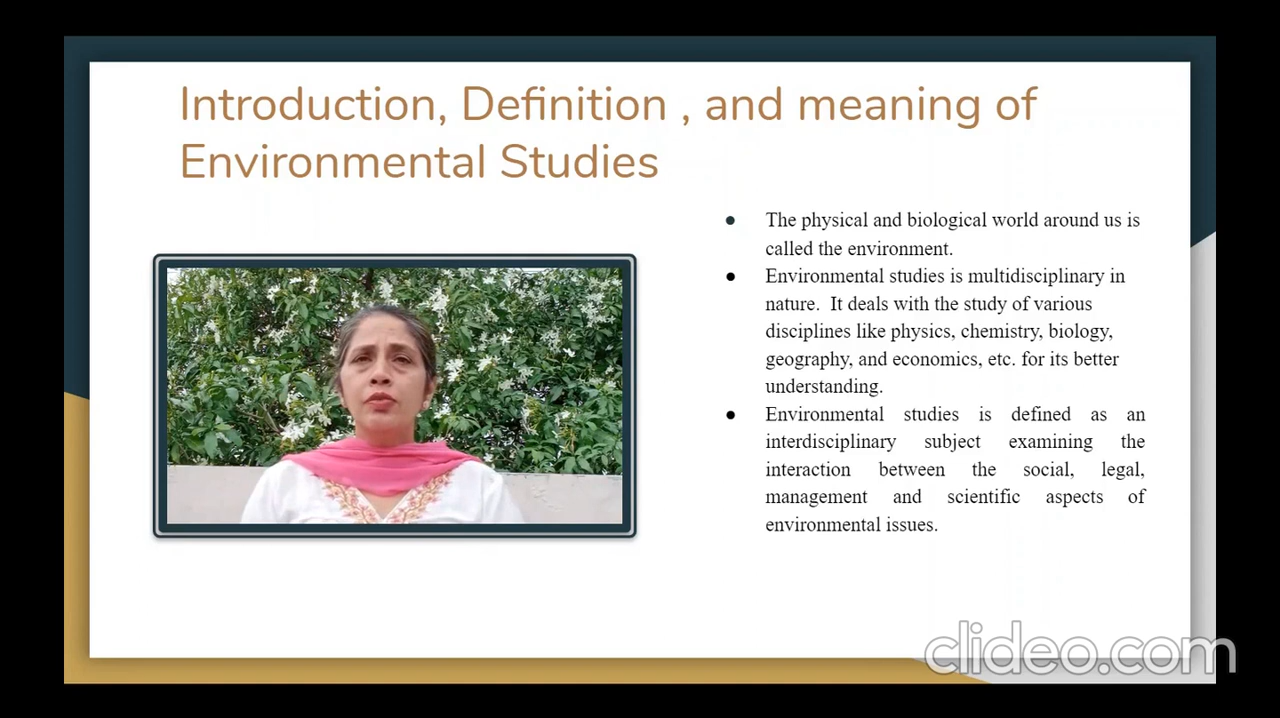 Introduction, Definition , and meaning of
Environmental Studies
● The physical and biological world around us is
called the environment.
● Environmental studies is multidisciplinary in
nature. It deals with the study of various
disciplines like physics, chemistry, biology,
geography, and economics, etc. for its better
understanding.
● Environmental studies is defined as an
interdisciplinary subject examining the
interaction between the social, legal,
management and scientific aspects of
environmental issues.
clideo.com